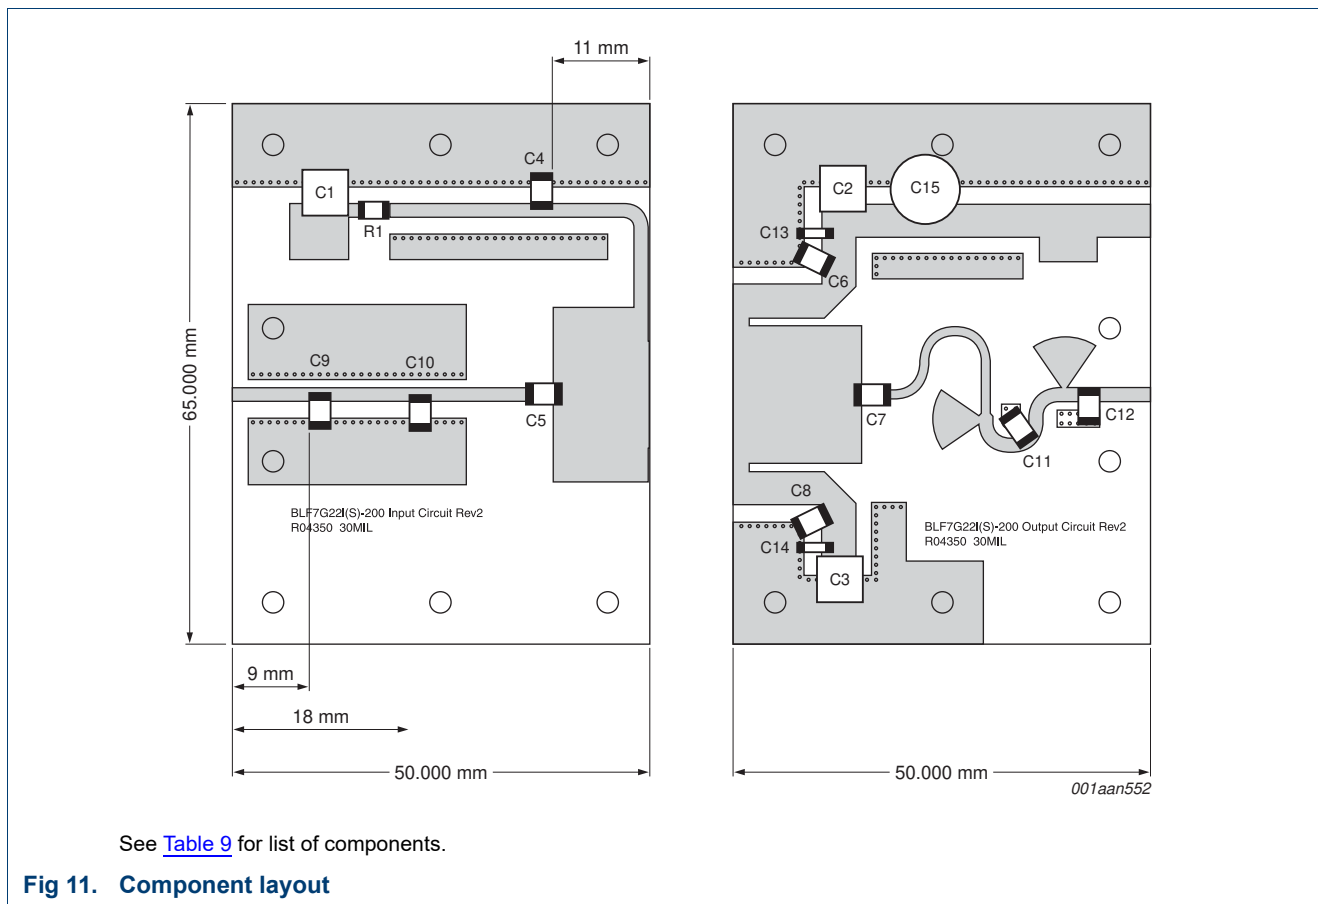 11 mm
C4
C1
C2
C15
R1
C13
C6
65.000 mm
C9
C10
C5
C7
C12
C11
C8
BLF7G22I(S)-200 Input Circuit Rev2
R04350 30MIL
BLF7G22I(S)-200 Output Circuit Rev2
R04350 30MIL
C14
C3
9 mm
18 mm
50.000 mm
50.000 mm
001aan552
See Table 9 for list of components.
Fig 11. Component layout